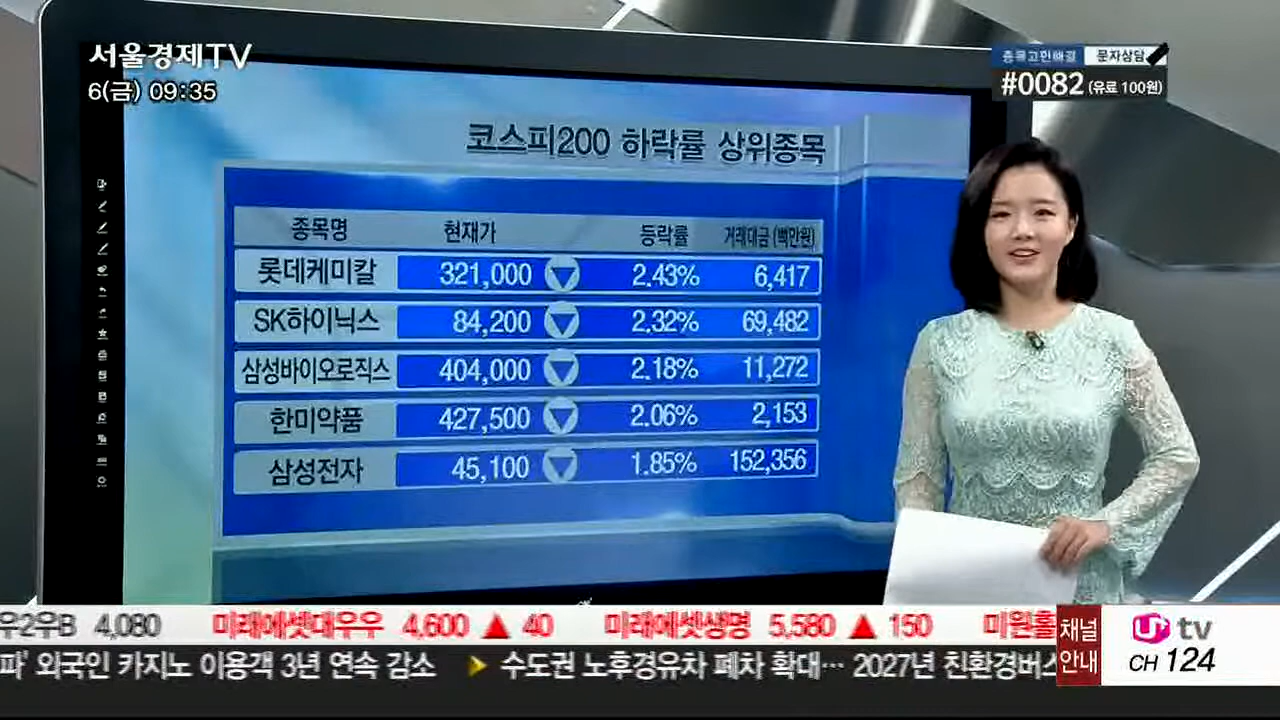 서울경제TV
6(금) 09:35
종목고민해결 문자상담
#0082 (유료 100원)
코스피200 하락률 상위종목
종목명 현재가 등락률 거래대금 (백만원)
롯데케미칼 321,000 ▽ 2.43% 6,417
SK하이닉스 84,200 ▽ 2.32% 69,482
삼성바이오로직스 404,000 ▽ 2.18% 11,272
한미약품 427,500 ▽ 2.06% 2,153
삼성전자 45,100 ▽ 1.85% 152,356
우2우B 4,080 미래에셋대우우 4,600 ▲ 40 미래에셋생명 5,580 ▲ 150 미원홀
파' 외국인 카지노 이용객 3년 연속 감소 > 수도권 노후경유차 폐차 확대… 2027년 친환경버스
채널
안내
U+ tv
CH 124